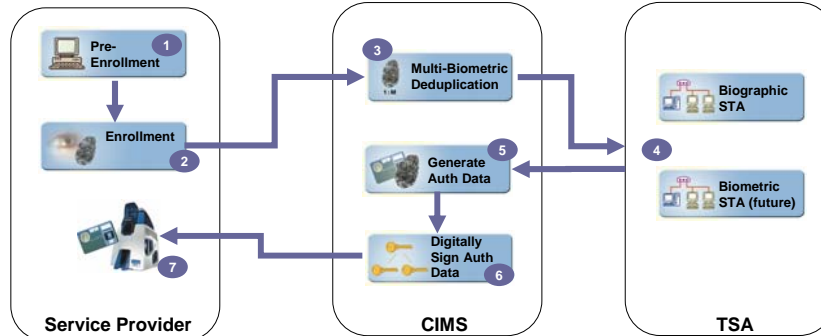 1
Pre-
Enrollment
Enrollment
2
7
Service Provider
3
1:M
Multi-Biometric
Deduplication
5
Generate
Auth Data
Digitally
Sign Auth
Data
6
CIMS
Biographic
STA
4
Biometric
STA (future)
TSA